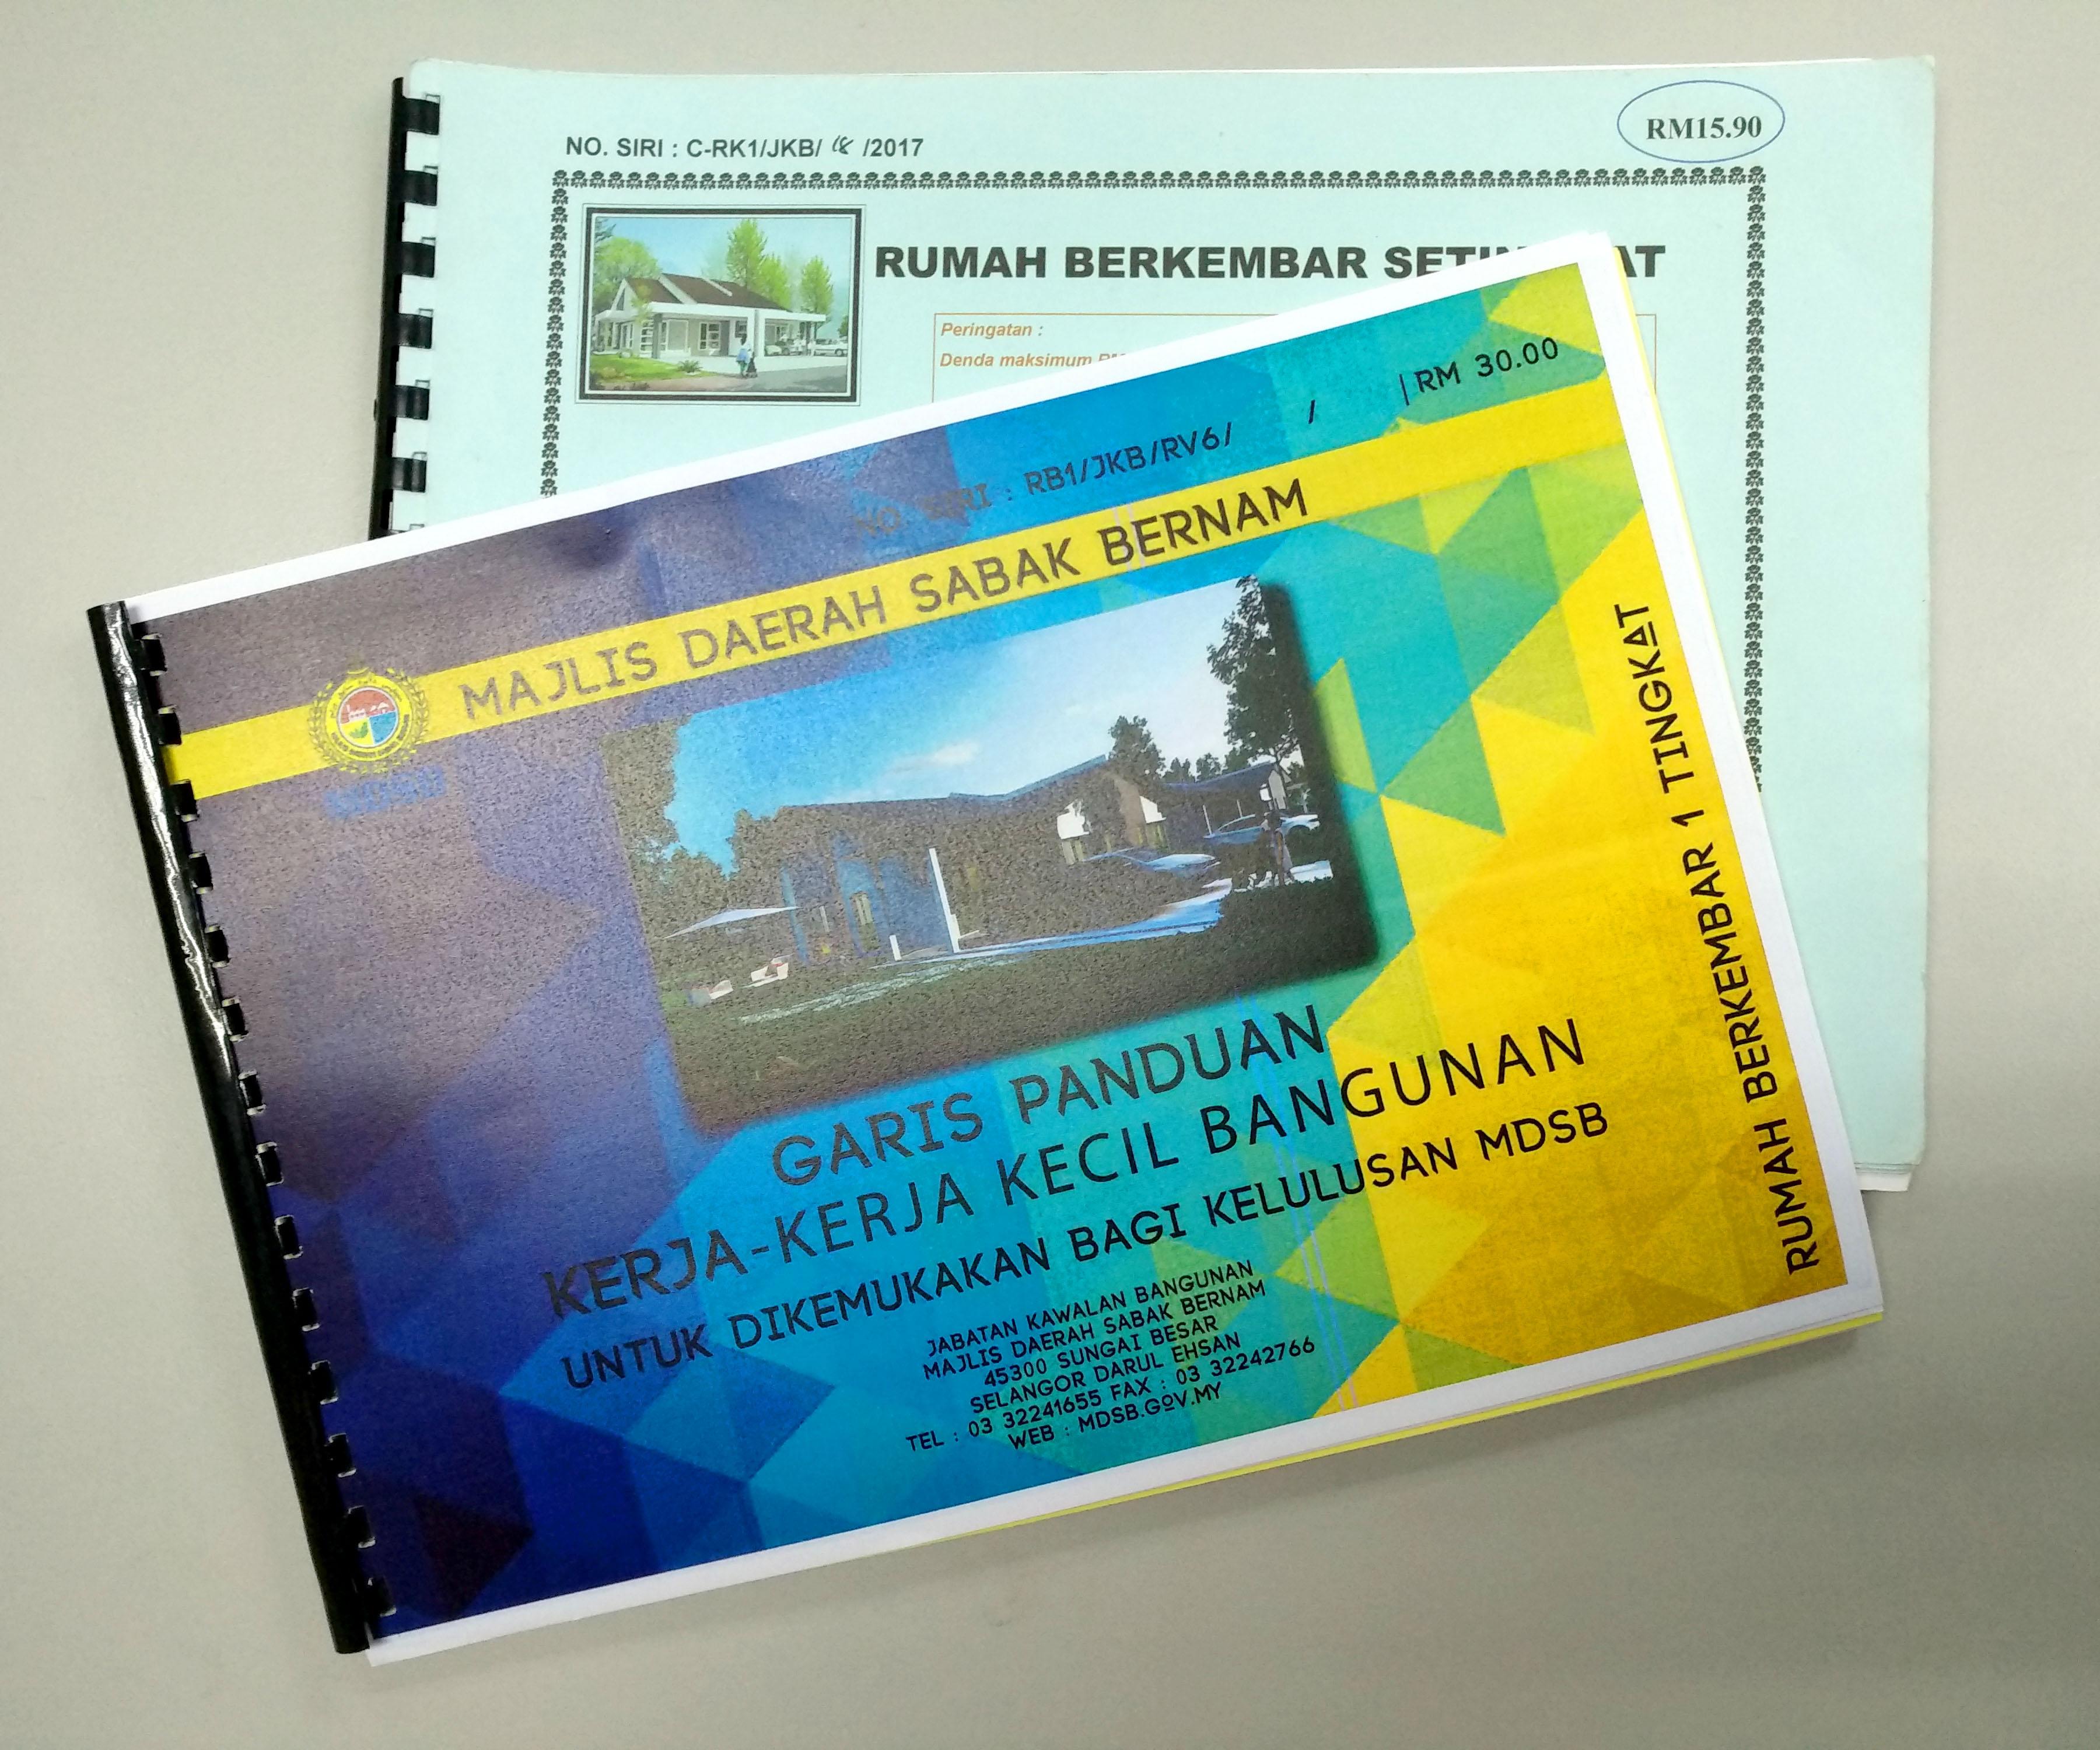 NO. SIRI : C-RK1/JKB/ 18 /2017
RM15.90
RUMAH BERKEMBAR
Peringatan :
Denda maksimum
NO. SIRI : RB1/JKB/RV6/ / | RM 30.00
MAJLIS DAERAH SABAK BERNAM
GARIS PANDUAN
KERJA-KERJA KECIL BANGUNAN
UNTUK DIKEMUKAKAN BAGI KELULUSAN MDSB
JABATAN KAWALAN BANGUNAN
MAJLIS DAERAH SABAK BERNAM
45300 SUNGAI BESAR
SELANGOR DARUL EHSAN
TEL : 03 32241655 FAX : 03 32242766
WEB : MDSB.GOV.MY
RUMAH BERKEMBAR 1 TINGKAT